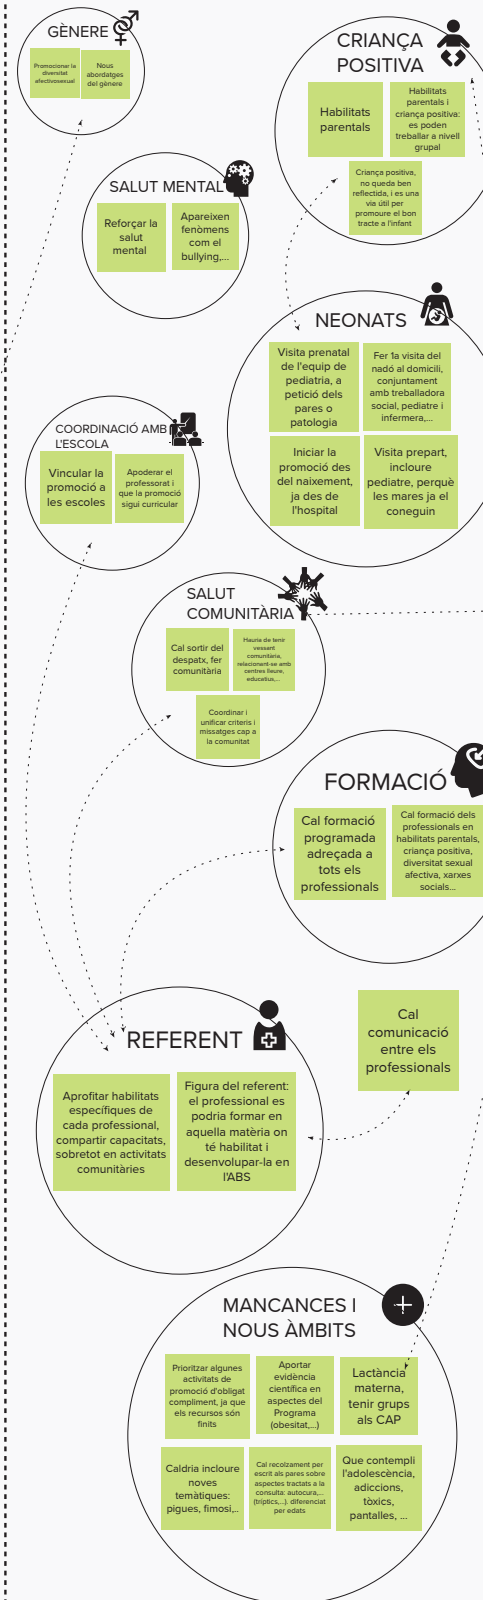 GÈNERE
Promocionar la
diversitat
afectivosexual
Nous
abordatges
del gènere
CRIANÇA
POSITIVA
Habilitats
parentals
Habilitats
parentals i
criança positiva:
es poden
treballar a nivell
grupal
Criança positiva,
no queda ben
reflectida, i es una
via útil per
promoure el bon
tracte a l'infant
SALUT MENTAL
Reforçar la
salut
mental
Apareixen
fenòmens
com el
bullying,...
NEONATS
Visita prenatal
de l'equip de
pediatria, a
petició dels
pares o
patologia
Fer 1a visita del
nadó al domicili,
conjuntament
amb treballadora
social, pediatre i
infermera,...
Iniciar la
promoció des
del naixement,
ja des de
l'hospital
Visita prepart,
incloure
pediatre, perquè
les mares ja el
coneguin
COORDINACIÓ AMB
L'ESCOLA
Vincular la
promoció a
les escoles
Apoderar el
professorat i
que la promoció
sigui curricular
SALUT
COMUNITÀRIA
Cal sortir del
despatx, fer
comunitària
Hauria de tenir
vessant
comunitària,
relacionent-se amb
centres lleure,
educatius,...
Coordinar i
unificar criteris i
missatges cap a
la comunitat
FORMACIÓ
Cal formació
programada
adreçada a
tots els
professionals
Cal formació dels
professionals en
habilitats parentals,
criança positiva,
diversitat sexual
afectiva, xarxes
socials...
REFERENT
Aprofitar habilitats
específiques de
cada professional,
compartir capacitats,
sobretot en activitats
comunitàries
Figura del referent:
el professional es
podria formar en
aquella matèria on
té habilitat i
desenvolupar-la en
l'ABS
Cal
comunicació
entre els
professionals
MANCANCES I
NOUS ÀMBITS
Prioritzar algunes
activitats de
promoció d'obligat
compliment, ja que
els recursos són
finits
Aportar
evidència
científica en
aspectes del
Programa
(obesitat,...)
Lactància
materna,
tenir grups
als CAP
Caldria incloure
noves
temàtiques:
pigues, fimosi,..
Cal recolzament per
escrit als pares sobre
aspectes tractats a la
consulta: autocura,...
(tríptics,...). diferenciat
per edats
Que contempli
l'adolescència,
adiccions,
tòxics,
pantalles, ...